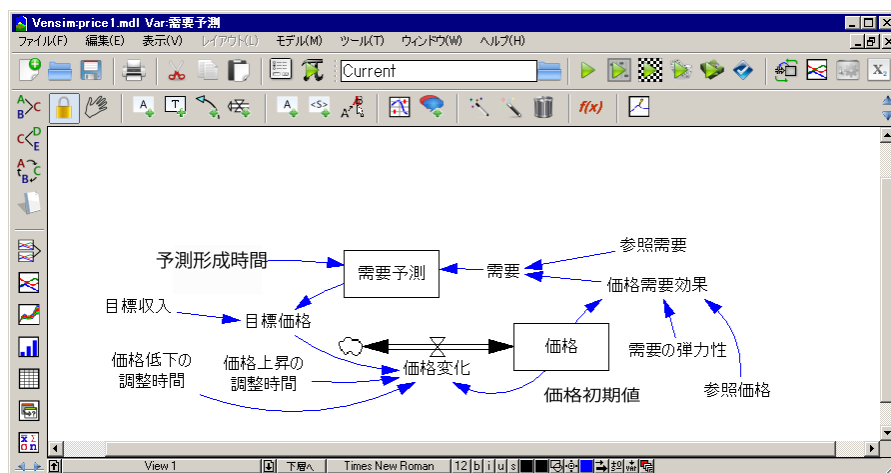 Vensim:price1.mdl Var:需要予測
ファイル(F) 編集(E) 表示(V) レイアウト(L) モデル(M) ツール(T) ウィンドウ(W) ヘルプ(H)
Current
参照需要
予測形成時間
需要予測
需要
価格需要効果
目標収入
目標価格
価格
需要の弾力性
価格低下の
調整時間
価格上昇の
調整時間
価格変化
価格初期値
参照価格
View 1
下層へ
Times New Roman
12 b i u s